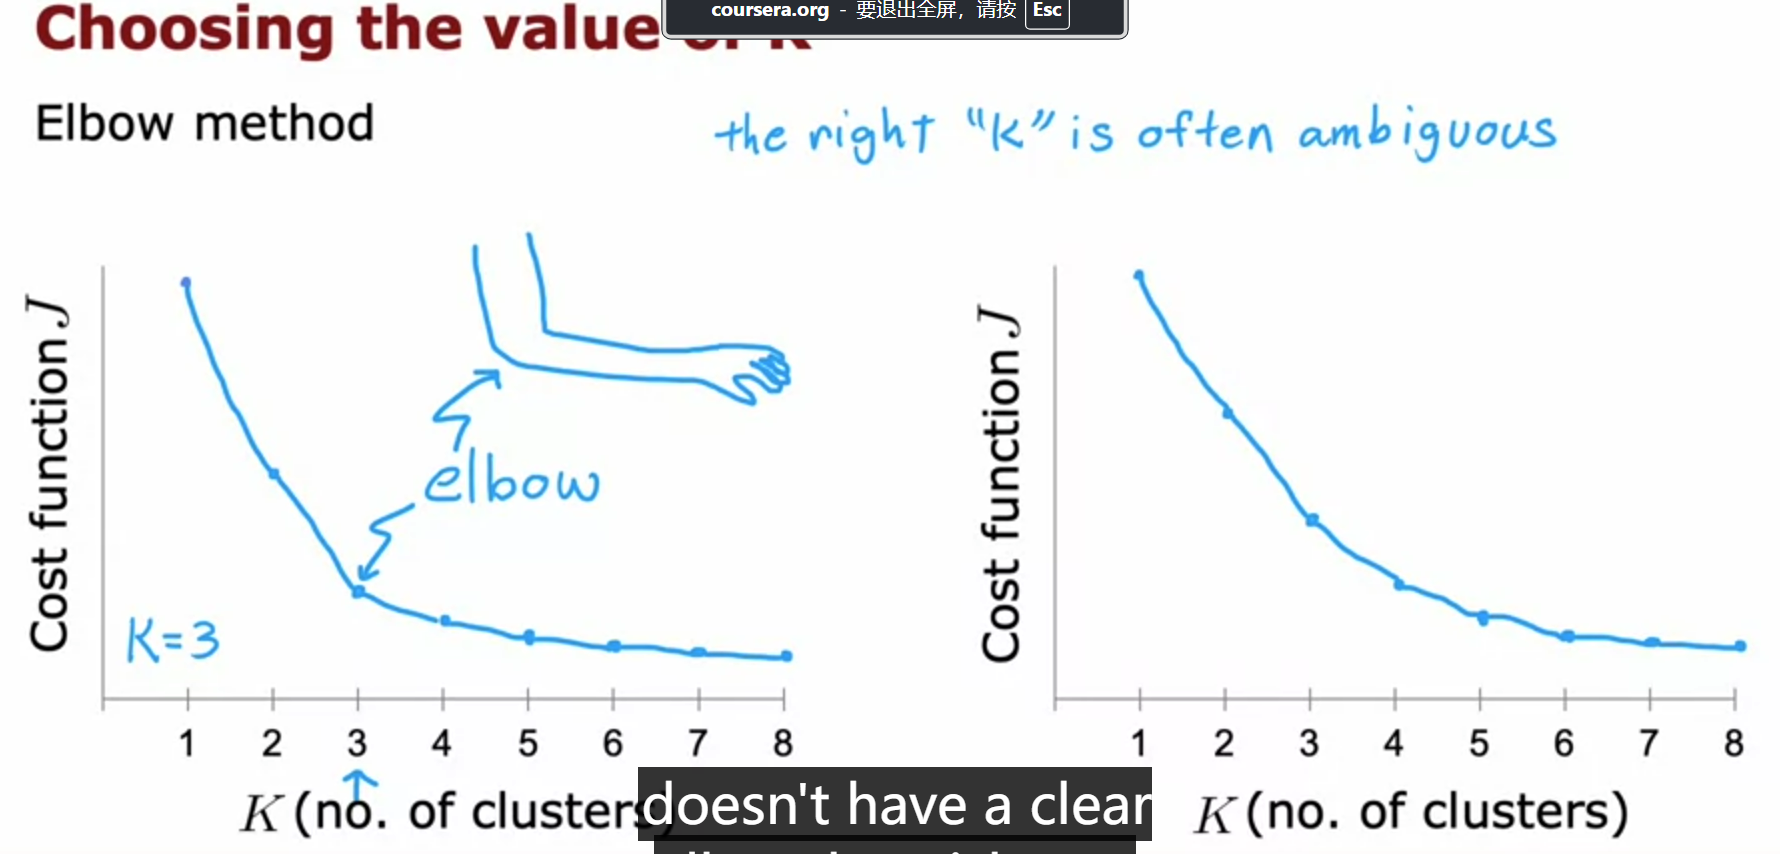 coursera.org - 要退出全屏，请按 Esc
Choosing the value of K
Elbow method
the right "K" is often ambiguous
Cost function J
elbow
K=3
1 2 3 4 5 6 7 8
K (no. of clusters)
Cost function J
1 2 3 4 5 6 7 8
K (no. of clusters)
doesn't have a clear